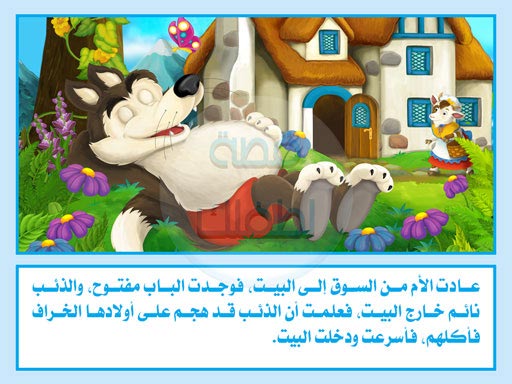 عادت الأم من السوق إلى البيت، فوجدت الباب مفتوح، والذئب
نائم خارج البيت، فعلمت أن الذئب قد هجم على أولادها الخراف
فأكلهم، فأسرعت ودخلت البيت.